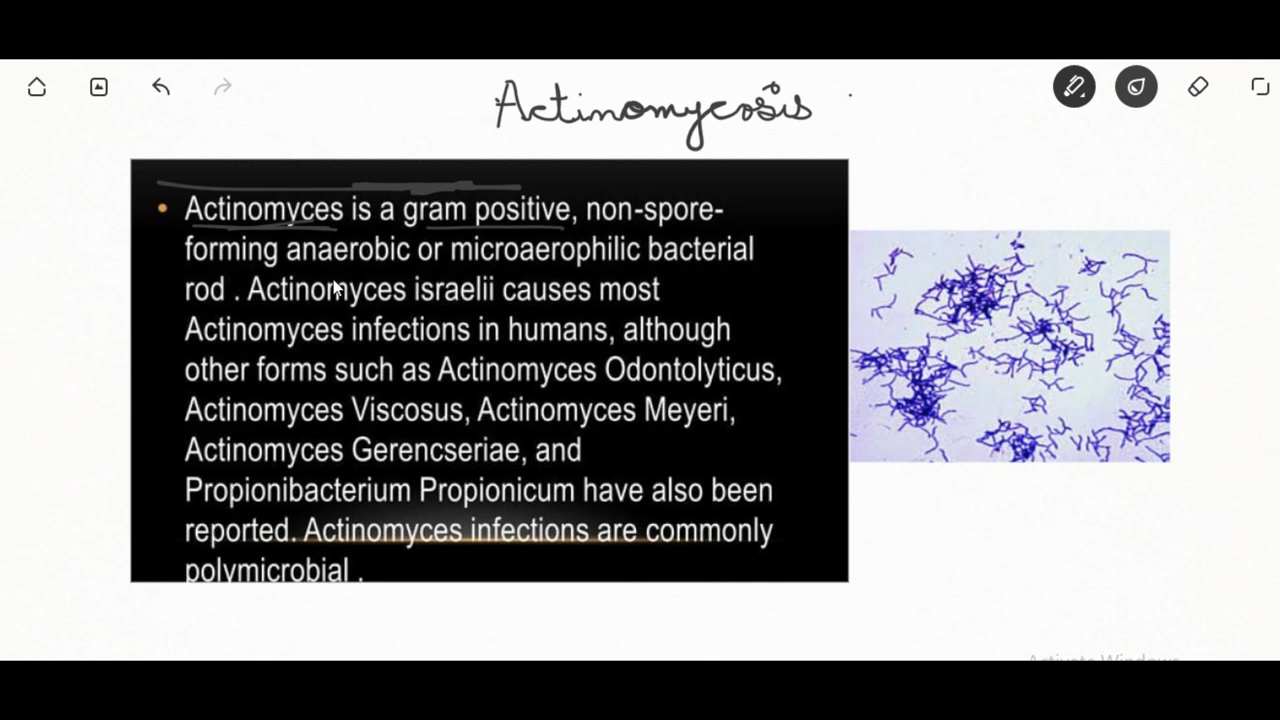 Actinomycosis
• Actinomyces is a gram positive, non-spore-
forming anaerobic or microaerophilic bacterial
rod . Actinomyces israelii causes most
Actinomyces infections in humans, although
other forms such as Actinomyces Odontolyticus,
Actinomyces Viscosus, Actinomyces Meyeri,
Actinomyces Gerencseriae, and
Propionibacterium Propionicum have also been
reported. Actinomyces infections are commonly
polymicrobial .
Activate Windows